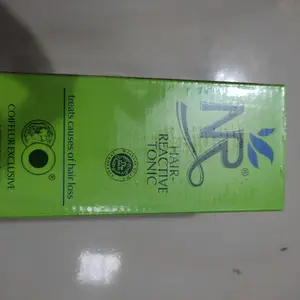 NR®
HAIR-
REACTIVE
TONIC
treats causes of hair loss
®
COIFFEUR EXCLUSIVE